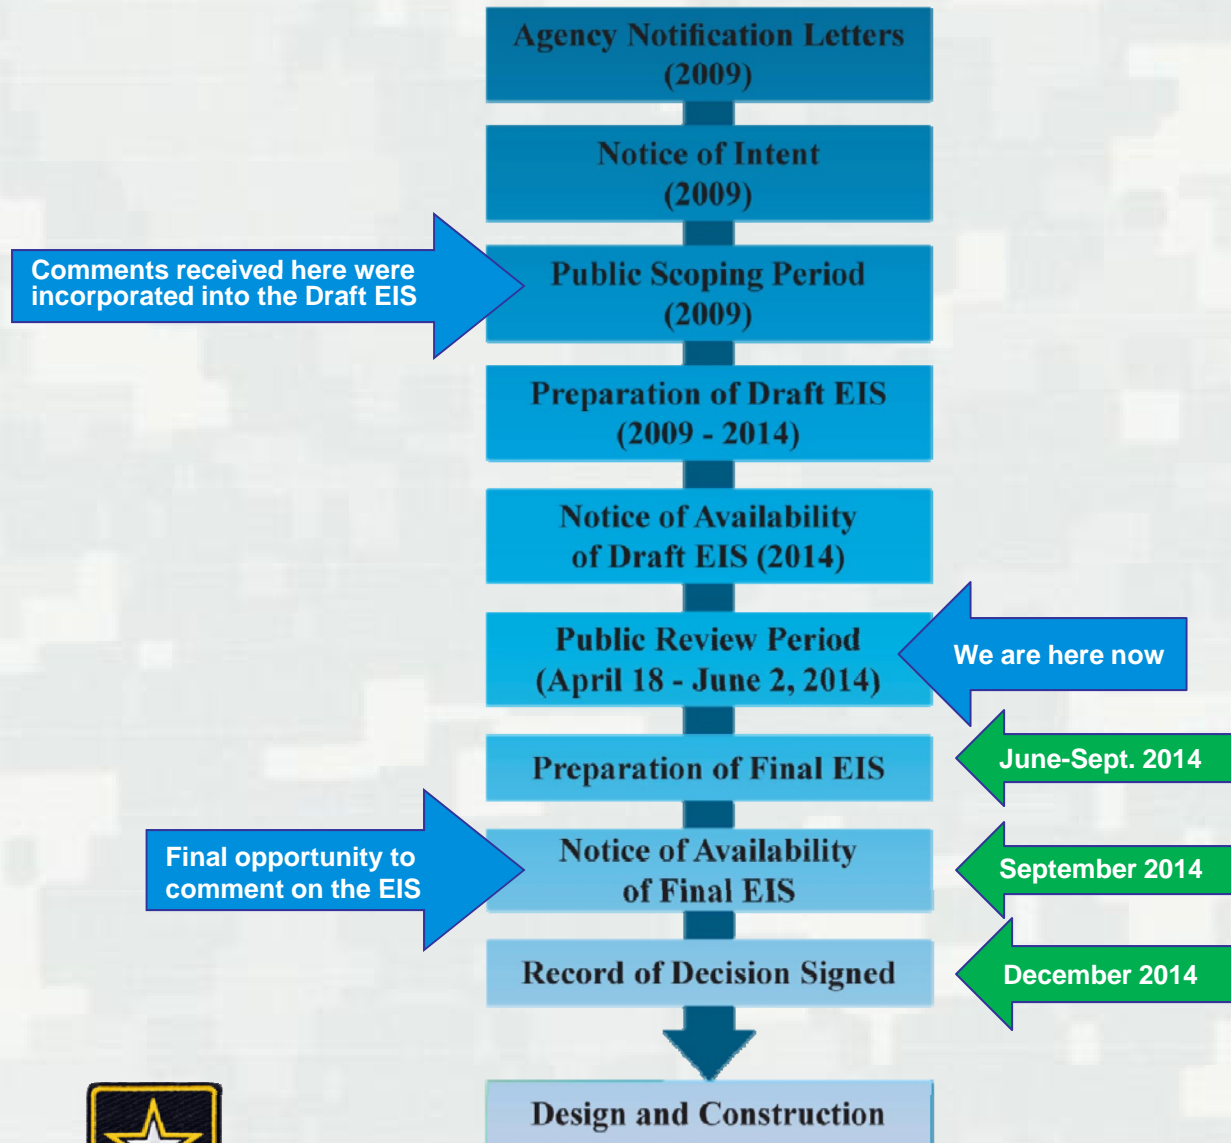 Agency Notification Letters
(2009)
Notice of Intent
(2009)
Comments received here were
incorporated into the Draft EIS
Public Scoping Period
(2009)
Preparation of Draft EIS
(2009 - 2014)
Notice of Availability
of Draft EIS (2014)
Public Review Period
(April 18 - June 2, 2014)
We are here now
Preparation of Final EIS
June-Sept. 2014
Final opportunity to
comment on the EIS
Notice of Availability
of Final EIS
September 2014
Record of Decision Signed
December 2014
Design and Construction